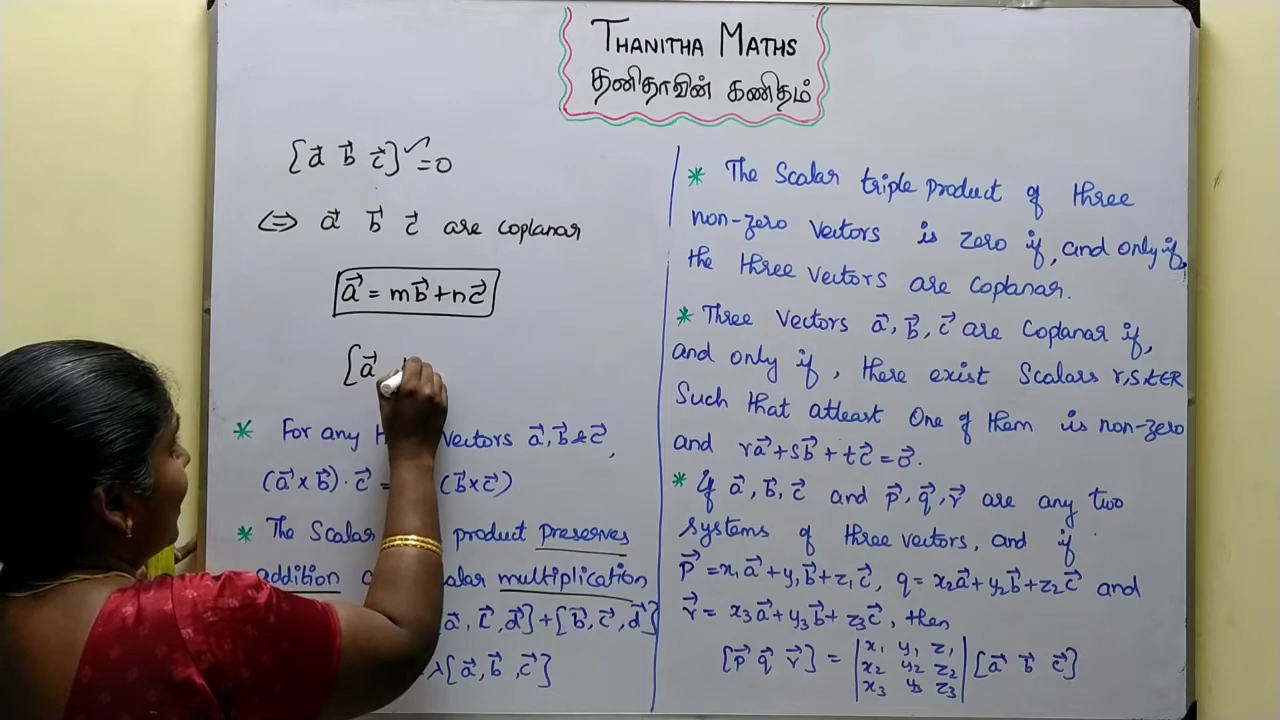 THANITHA MATHS
தனிதாவின் கணிதம்
[a⃗ b⃗ c⃗] ✓ = 0
⇔ a⃗ b⃗ c⃗ are coplanar
a⃗ = mb⃗ + nc⃗
[a⃗
* For any vectors a⃗, b⃗ & c⃗,
(a⃗ × b⃗) · c⃗ = (b⃗ × c⃗)
* The Scalar product Preserves
addition multiplication
a⃗, c⃗, d⃗] + [b⃗, c⃗, d⃗]
λ[a⃗, b⃗, c⃗]
* The Scalar triple product of three
non-zero vectors is zero if, and only if,
the three vectors are coplanar.
* Three vectors a⃗, b⃗, c⃗ are Coplanar if,
and only if, there exist Scalars r, s, t ∈ R
Such that atleast One of them is non-zero
and ra⃗ + sb⃗ + tc⃗ = 0⃗.
* If a⃗, b⃗, c⃗ and p⃗, q⃗, r⃗ are any two
systems of three vectors, and if
p⃗ = x₁a⃗ + y₁b⃗ + z₁c⃗, q = x₂a⃗ + y₂b⃗ + z₂c⃗ and
r⃗ = x₃a⃗ + y₃b⃗ + z₃c⃗, then
[p⃗ q⃗ r⃗] = | x₁ y₁ z₁ |
| x₂ y₂ z₂ | [a⃗ b⃗ c⃗]
| x₃ y₃ z₃ |